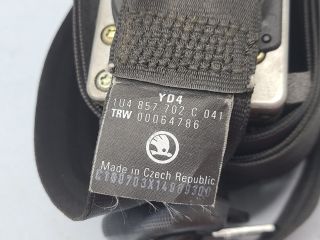 YD4
1U4 857 702 C 041
TRW 00064786
Made in Czech Republic